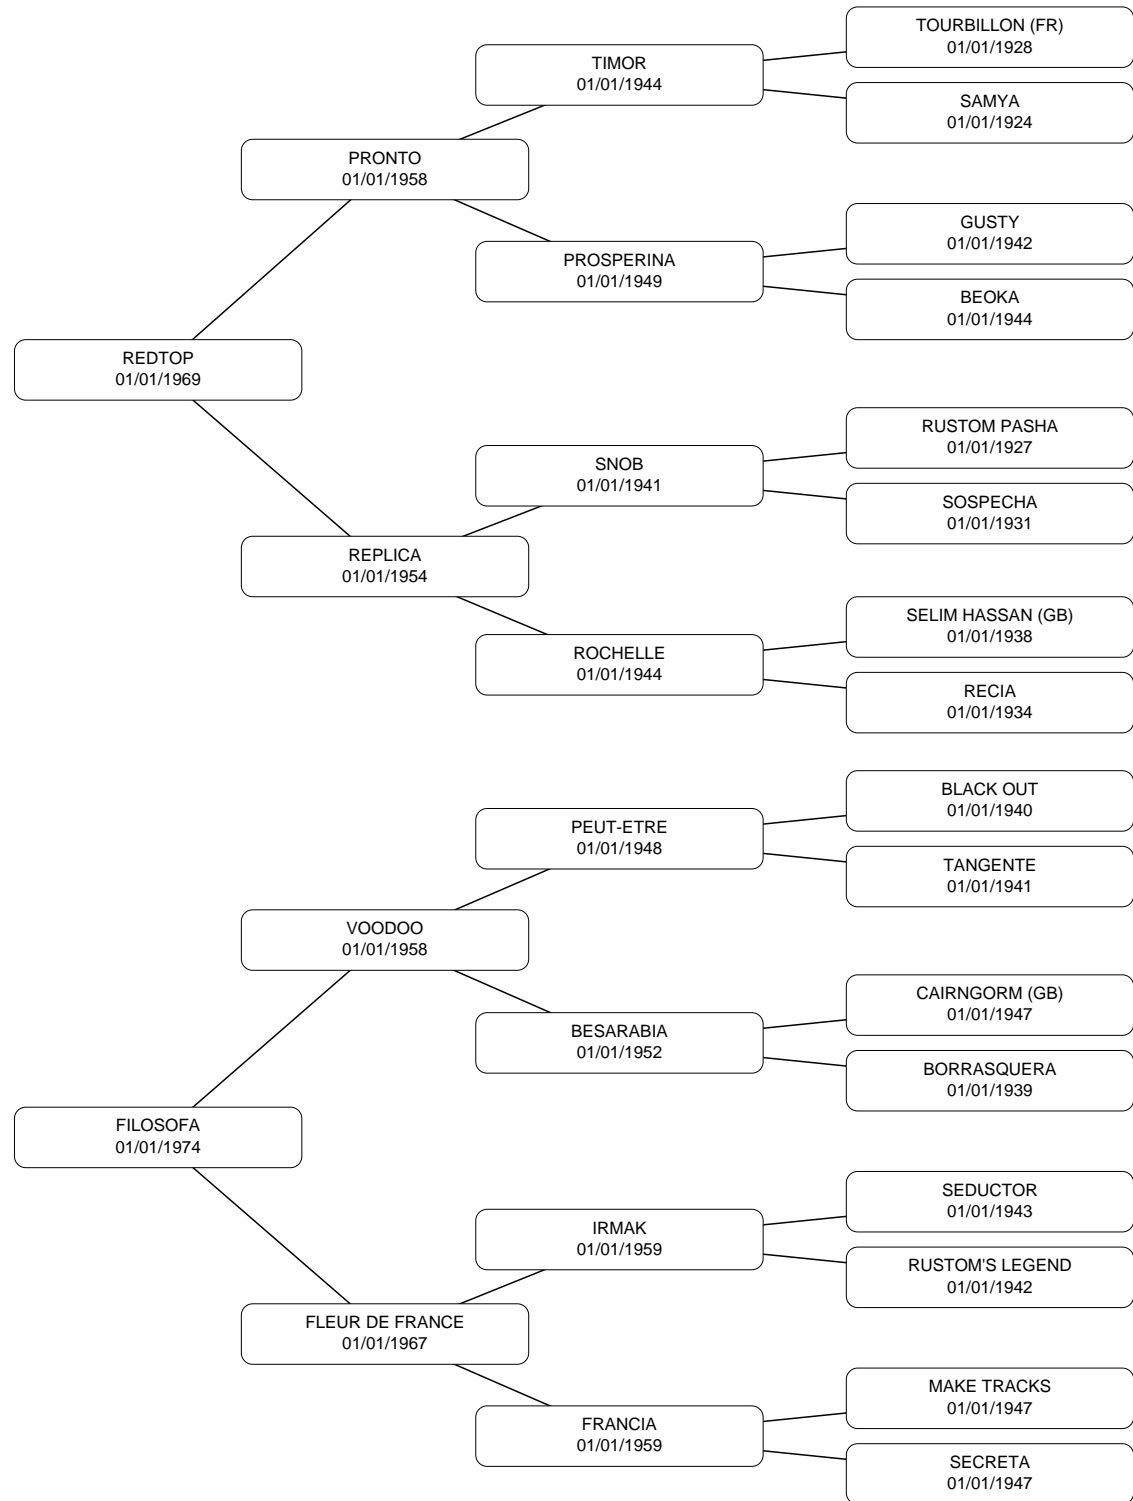 TOURBILLON (FR)
01/01/1928
TIMOR
01/01/1944
SAMYA
01/01/1924
PRONTO
01/01/1958
GUSTY
01/01/1942
PROSPERINA
01/01/1949
BEOKA
01/01/1944
REDTOP
01/01/1969
RUSTOM PASHA
01/01/1927
SNOB
01/01/1941
SOSPECHA
01/01/1931
REPLICA
01/01/1954
SELIM HASSAN (GB)
01/01/1938
ROCHELLE
01/01/1944
RECIA
01/01/1934
BLACK OUT
01/01/1940
PEUT-ETRE
01/01/1948
TANGENTE
01/01/1941
VOODOO
01/01/1958
CAIRNGORM (GB)
01/01/1947
BESARABIA
01/01/1952
BORRASQUERA
01/01/1939
FILOSOFA
01/01/1974
SEDUCTOR
01/01/1943
IRMAK
01/01/1959
RUSTOM'S LEGEND
01/01/1942
FLEUR DE FRANCE
01/01/1967
MAKE TRACKS
01/01/1947
FRANCIA
01/01/1959
SECRETA
01/01/1947